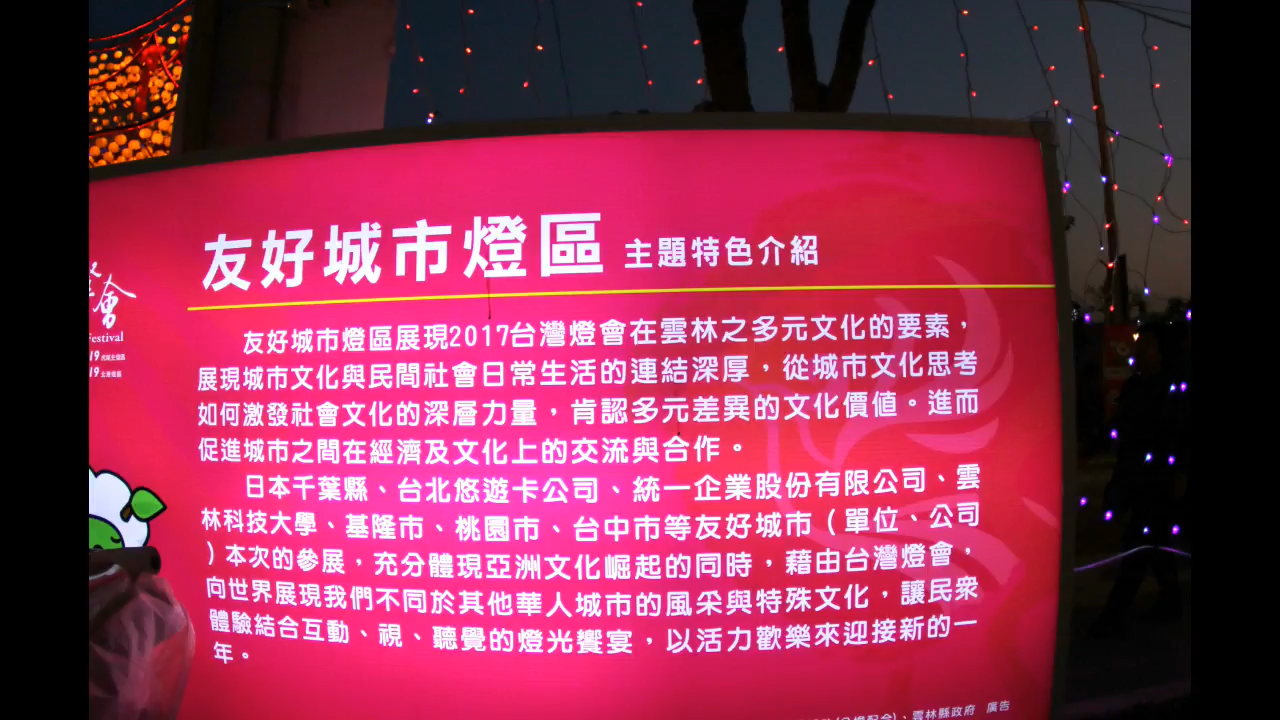 友好城市燈區 主題特色介紹
友好城市燈區展現2017台灣燈會在雲林之多元文化的要素，
展現城市文化與民間社會日常生活的連結深厚，從城市文化思考
如何激發社會文化的深層力量，肯認多元差異的文化價值。進而
促進城市之間在經濟及文化上的交流與合作。
日本千葉縣、台北悠遊卡公司、統一企業股份有限公司、雲
林科技大學、基隆市、桃園市、台中市等友好城市（單位、公司
）本次的參展，充分體現亞洲文化崛起的同時，藉由台灣燈會，
向世界展現我們不同於其他華人城市的風采與特殊文化，讓民衆
體驗結合互動、視、聽覺的燈光饗宴，以活力歡樂來迎接新的一
年。
會
estival
19
19
雲林縣政府 廣告